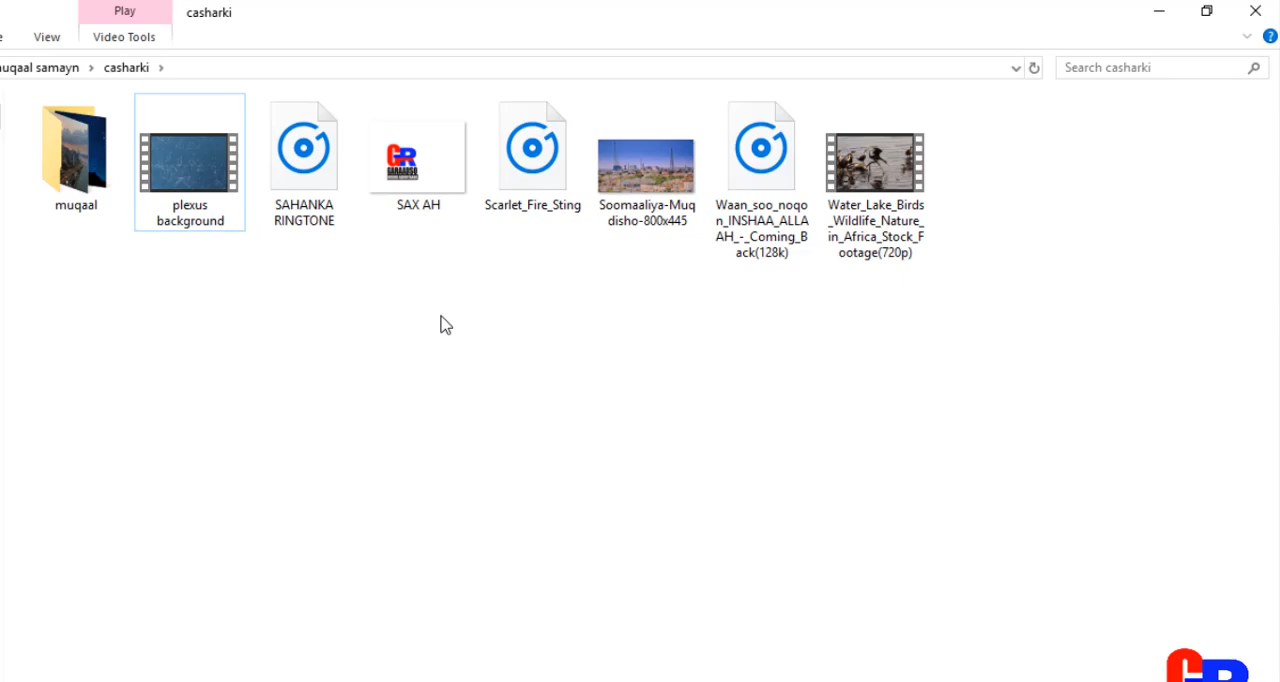 Play
casharki
e
View
Video Tools
uqaal samayn
casharki
Search casharki
muqaal
plexus
background
SAHANKA
RINGTONE
GR
SAX AH
Scarlet_Fire_Sting
Soomaaliya-Muq
disho-800x445
Waan_soo_noqo
n_INSHAA_ALLA
AH_-_Coming_B
ack(128k)
Water_Lake_Birds
_Wildlife_Nature_
in_Africa_Stock_F
ootage(720p)